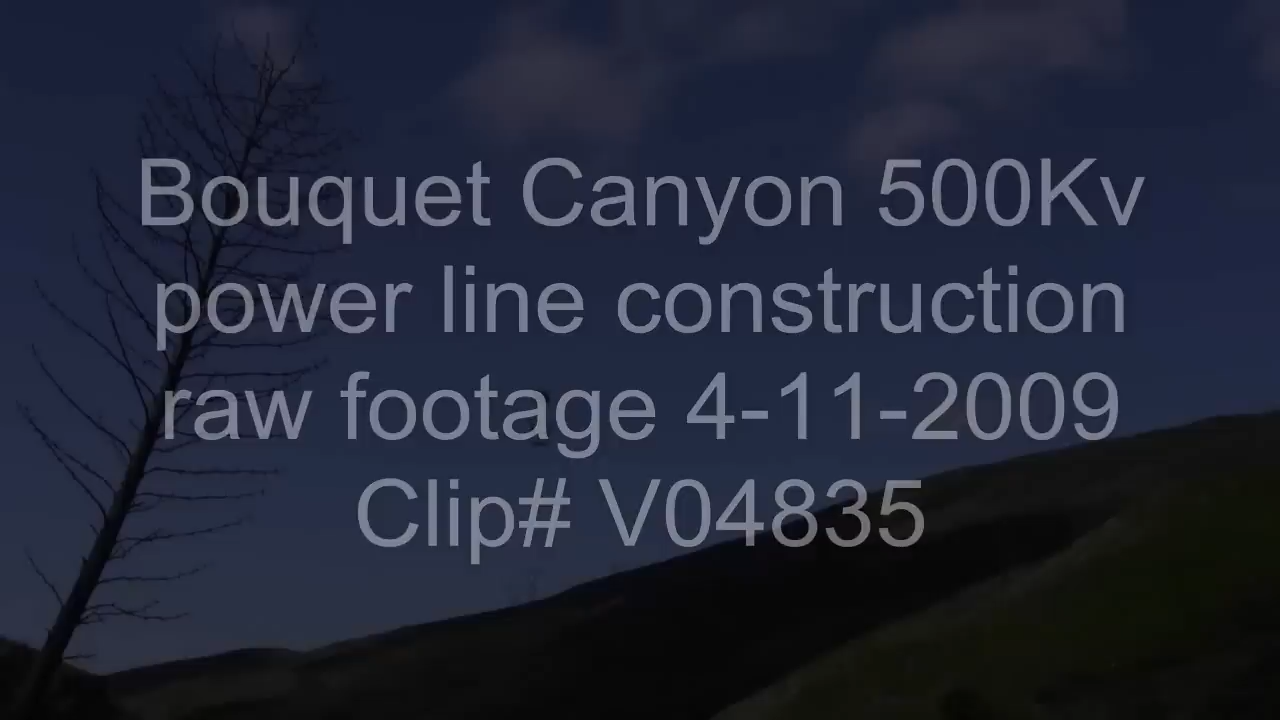 Bouquet Canyon 500Kv
power line construction
raw footage 4-11-2009
Clip# V04835